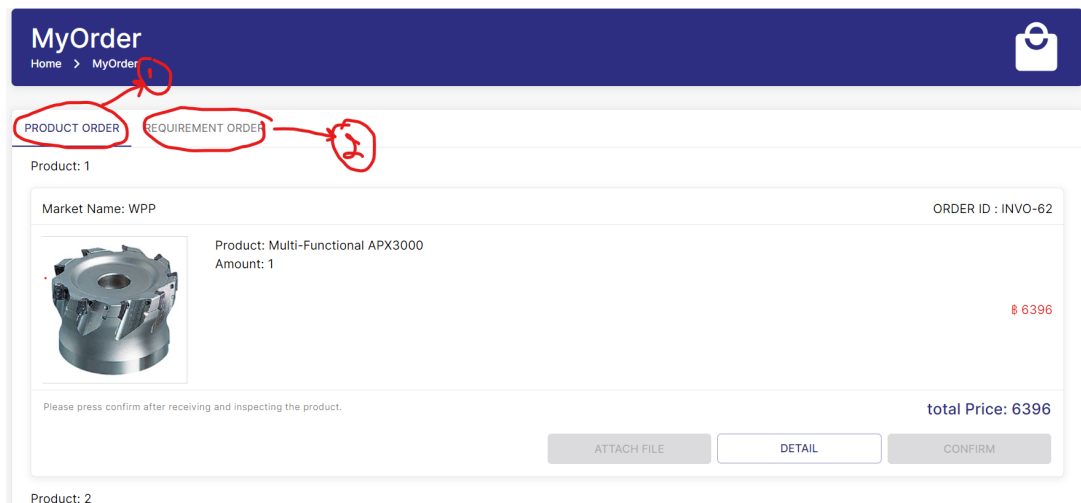 MyOrder
Home > MyOrder
1
PRODUCT ORDER REQUIREMENT ORDER
2
Product: 1
Market Name: WPP ORDER ID : INVO-62
Product: Multi-Functional APX3000
Amount: 1
฿ 6396
Please press confirm after receiving and inspecting the product.
total Price: 6396
ATTACH FILE DETAIL CONFIRM
Product: 2